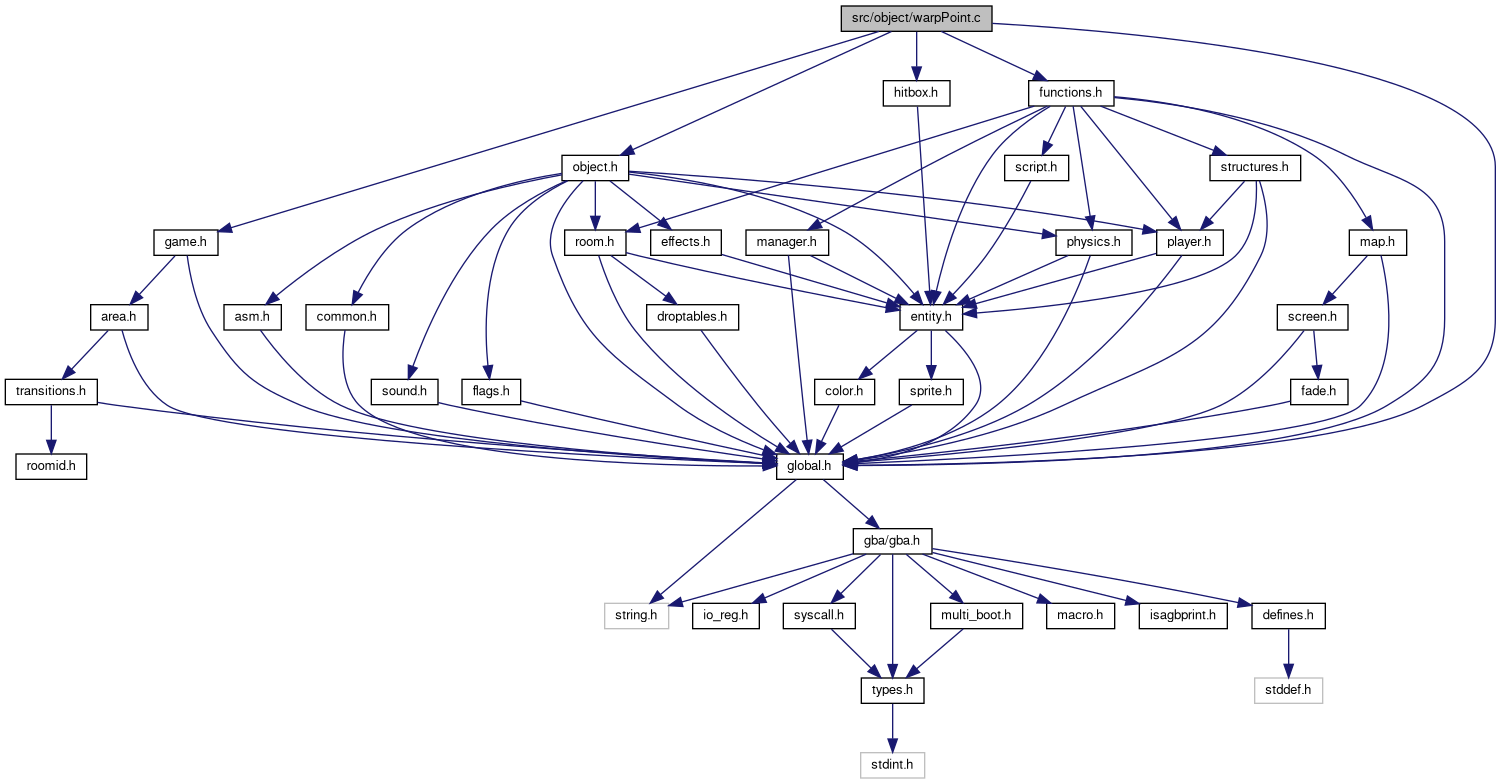 src/object/warpPoint.c
hitbox.h
functions.h
object.h
script.h
structures.h
game.h
room.h
effects.h
manager.h
physics.h
player.h
map.h
area.h
asm.h
common.h
droptables.h
entity.h
screen.h
transitions.h
sound.h
flags.h
color.h
sprite.h
fade.h
roomid.h
global.h
gba/gba.h
string.h
io_reg.h
syscall.h
multi_boot.h
macro.h
isagbprint.h
defines.h
types.h
stddef.h
stdint.h